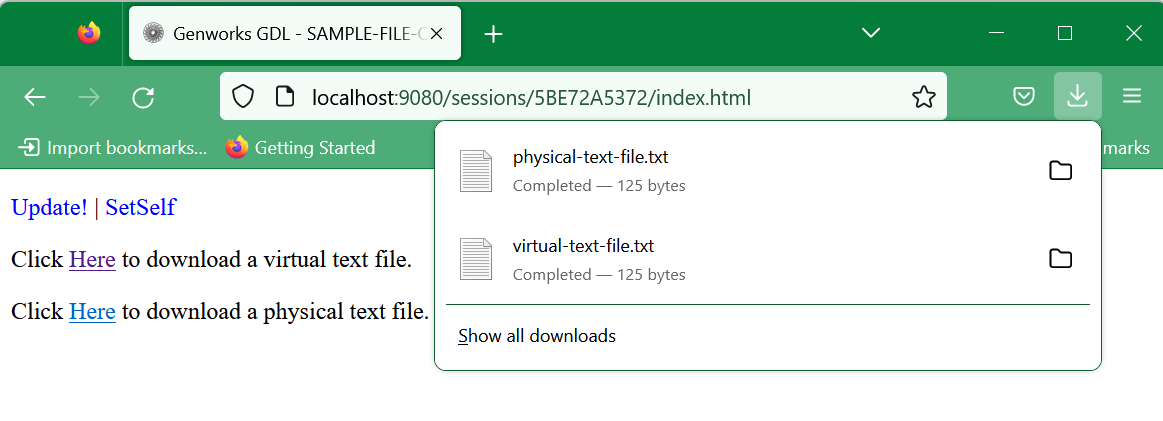 Genworks GDL - SAMPLE-FILE-
localhost:9080/sessions/5BE72A5372/index.html
Import bookmarks...
Getting Started
marks
physical-text-file.txt
Completed — 125 bytes
virtual-text-file.txt
Completed — 125 bytes
Show all downloads
Update! | SetSelf
Click Here to download a virtual text file.
Click Here to download a physical text file.